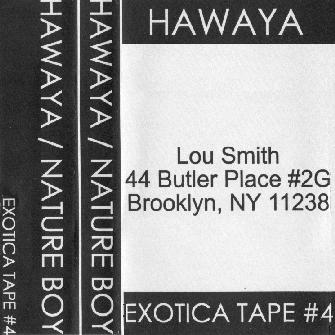 HAWAYA / NATURE BOY
EXOTICA TAPE #4
HAWAYA / NATURE BOY
HAWAYA
Lou Smith
44 Butler Place #2G
Brooklyn, NY 11238
EXOTICA TAPE #4